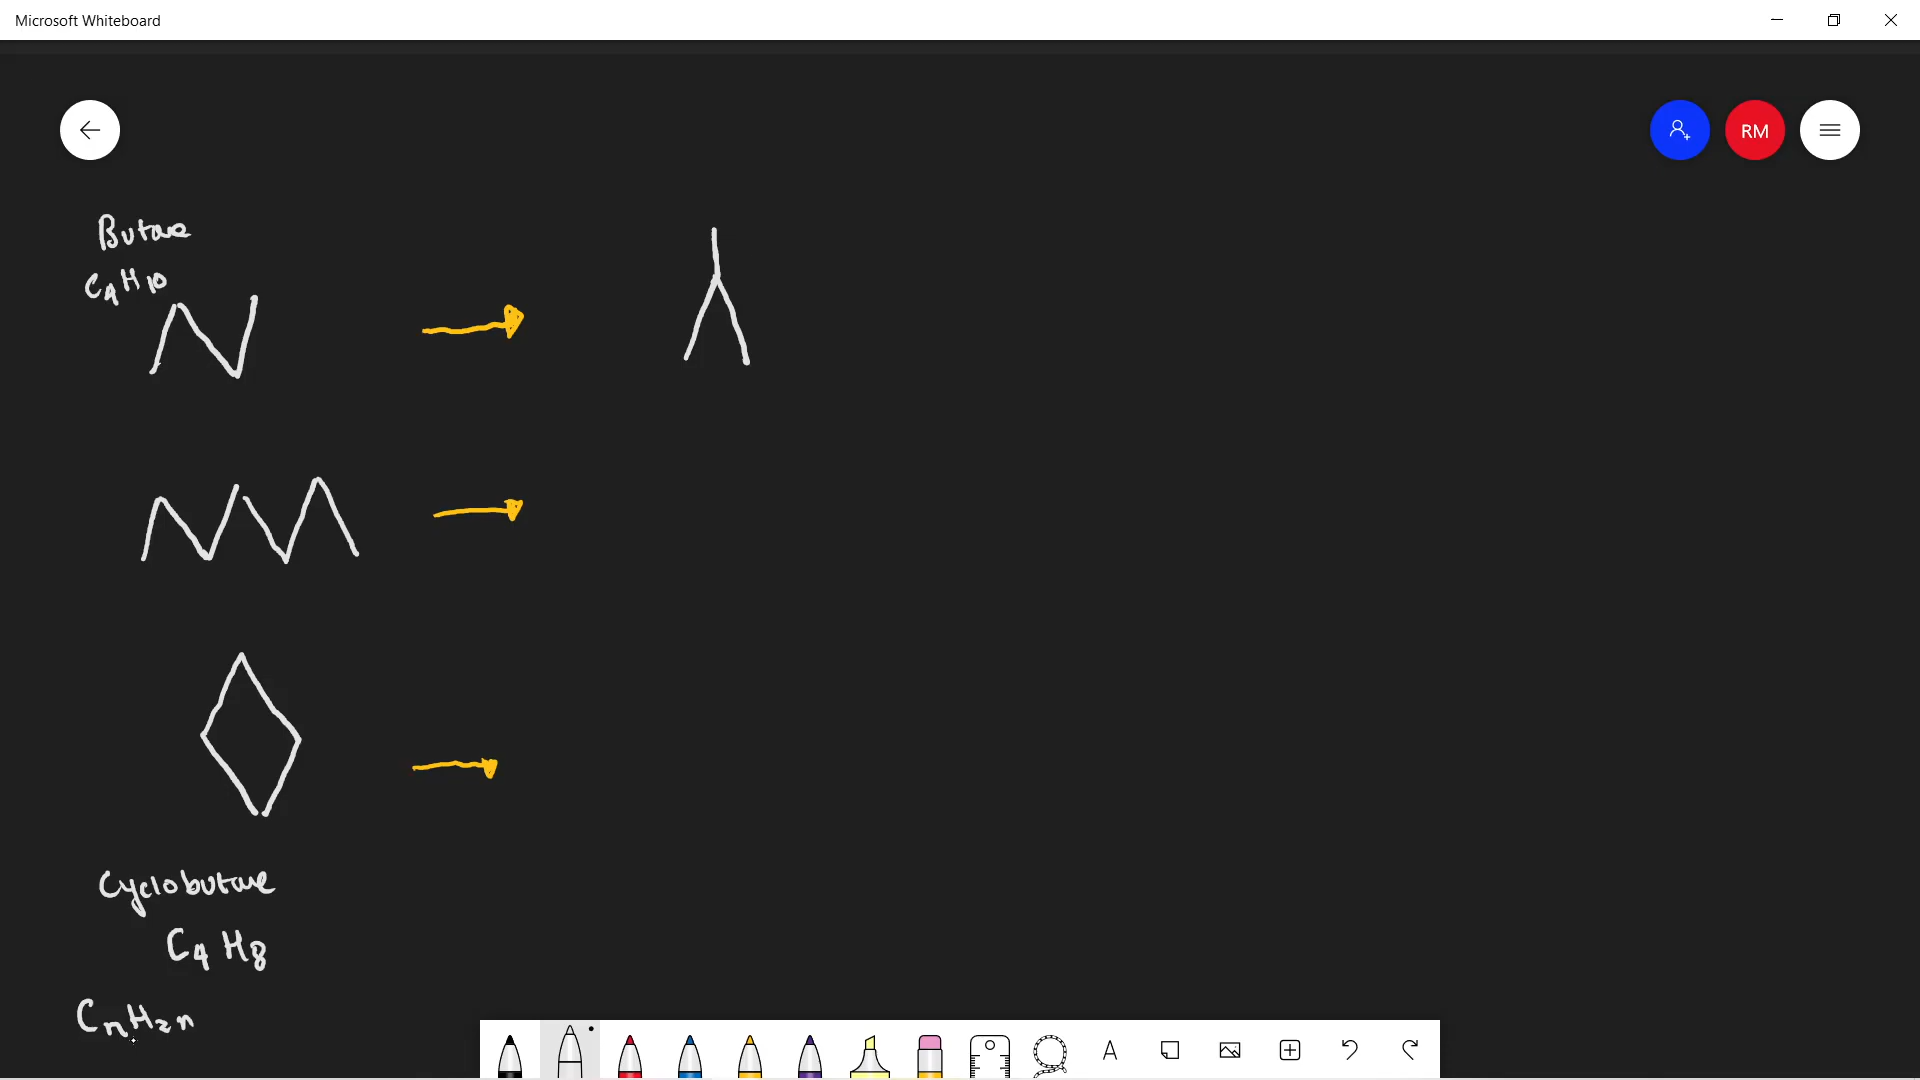 Microsoft Whiteboard
RM
Butane
C4H10
Cyclobutane
C4H8
CnH2n
A